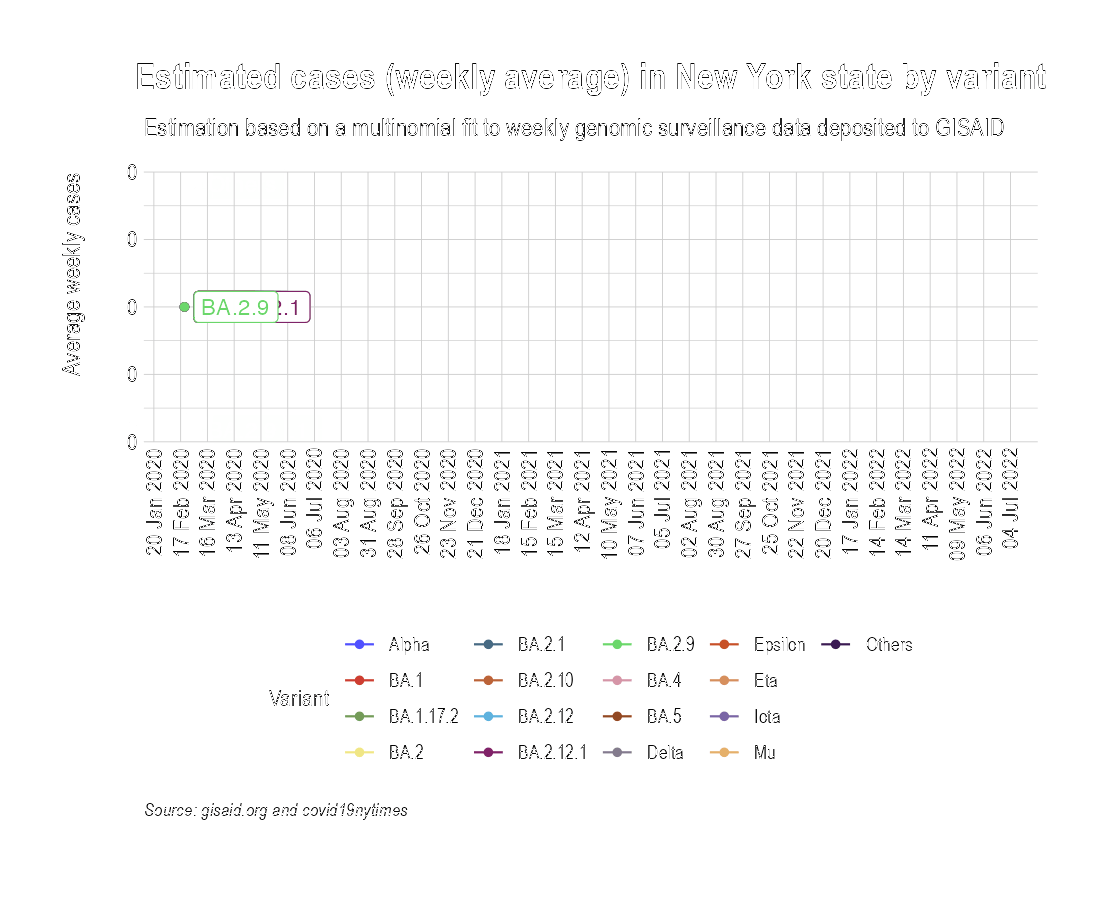 Estimated cases (weekly average) in New York state by variant
Estimation based on a multinomial fit to weekly genomic surveillance data deposited to GISAID
Average weekly cases
0
0
0
0
0
BA.2.9
2.1
20 Jan 2020
17 Feb 2020
16 Mar 2020
13 Apr 2020
11 May 2020
08 Jun 2020
06 Jul 2020
03 Aug 2020
31 Aug 2020
28 Sep 2020
26 Oct 2020
23 Nov 2020
21 Dec 2020
18 Jan 2021
15 Feb 2021
15 Mar 2021
12 Apr 2021
10 May 2021
07 Jun 2021
05 Jul 2021
02 Aug 2021
30 Aug 2021
27 Sep 2021
25 Oct 2021
22 Nov 2021
20 Dec 2021
17 Jan 2022
14 Feb 2022
14 Mar 2022
11 Apr 2022
09 May 2022
06 Jun 2022
04 Jul 2022
Variant
Alpha
BA.1
BA.1.17.2
BA.2
BA.2.1
BA.2.10
BA.2.12
BA.2.12.1
BA.2.9
BA.4
BA.5
Delta
Epsilon
Eta
Iota
Mu
Others
Source: gisaid.org and covid19nytimes